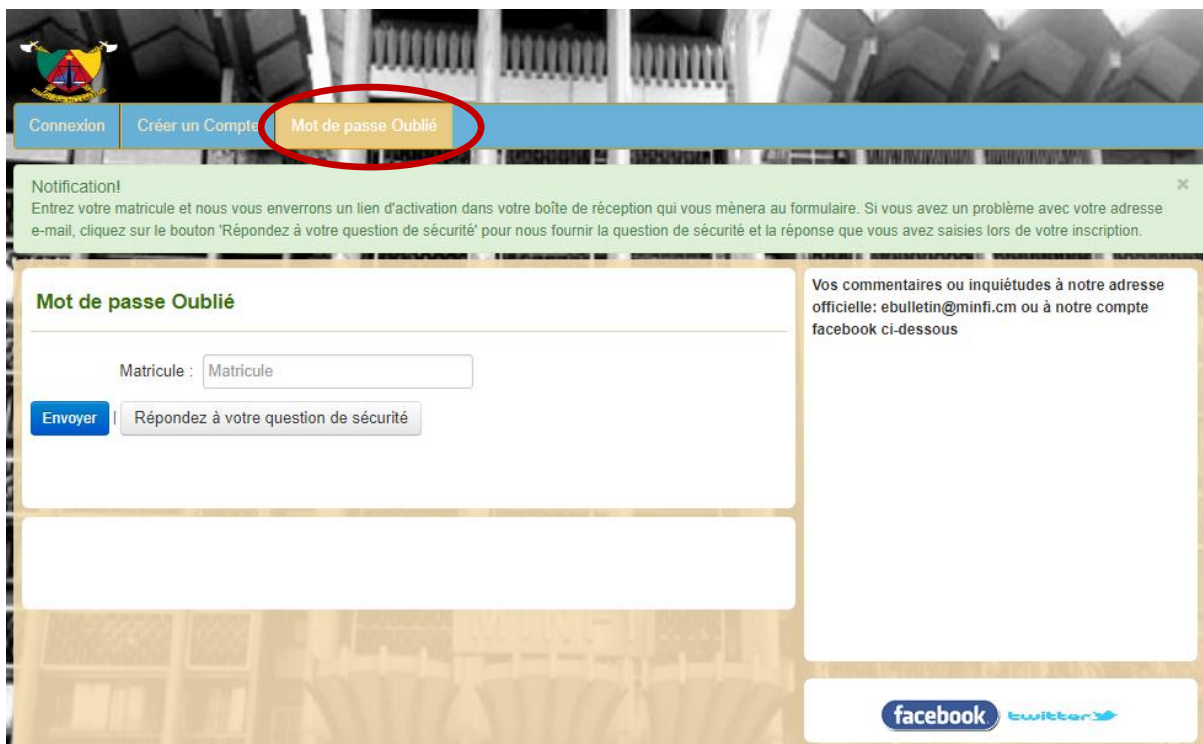 Connexion Créer un Compte Mot de passe Oublié
Notification!
Entrez votre matricule et nous vous enverrons un lien d'activation dans votre boîte de réception qui vous mènera au formulaire. Si vous avez un problème avec votre adresse
e-mail, cliquez sur le bouton 'Répondez à votre question de sécurité' pour nous fournir la question de sécurité et la réponse que vous avez saisies lors de votre inscription.
Mot de passe Oublié
Matricule : Matricule
Envoyer | Répondez à votre question de sécurité
Vos commentaires ou inquiétudes à notre adresse
officielle: ebulletin@minfi.cm ou à notre compte
facebook ci-dessous
facebook twitter